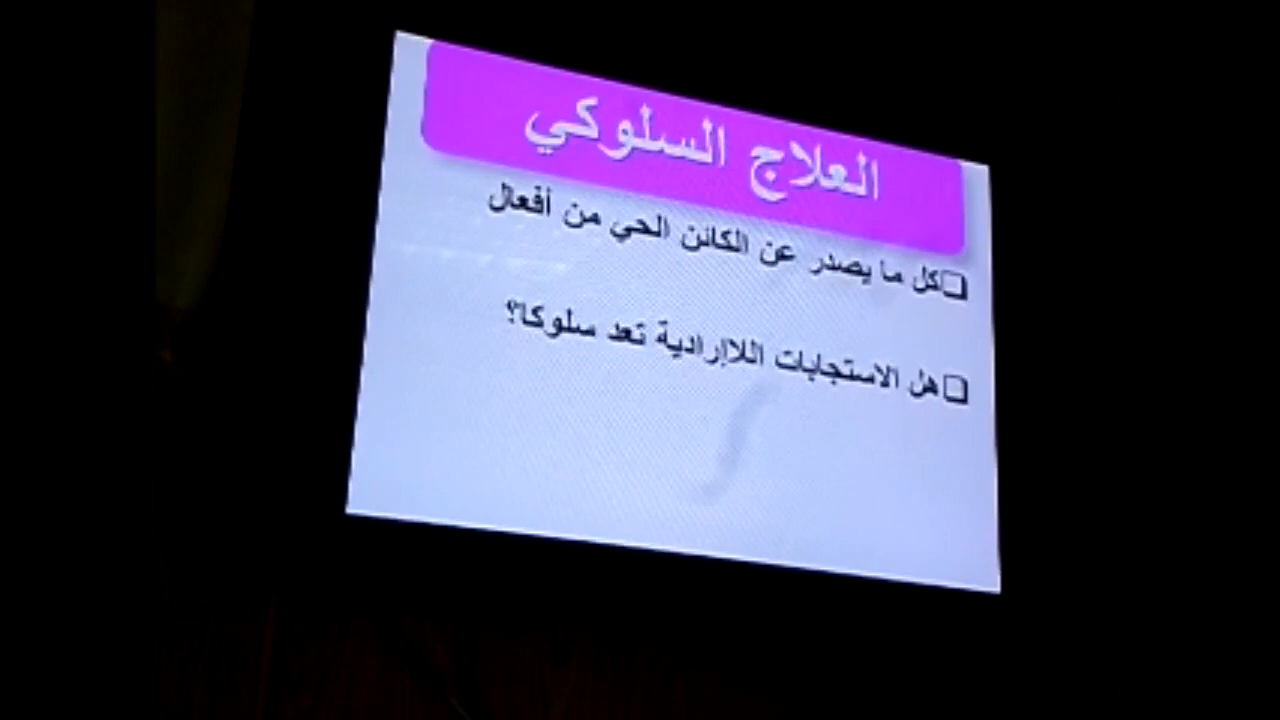 العلاج السلوكي
❑كل ما يصدر عن الكائن الحي من أفعال
❑هل الاستجابات اللاإرادية تعد سلوكا؟